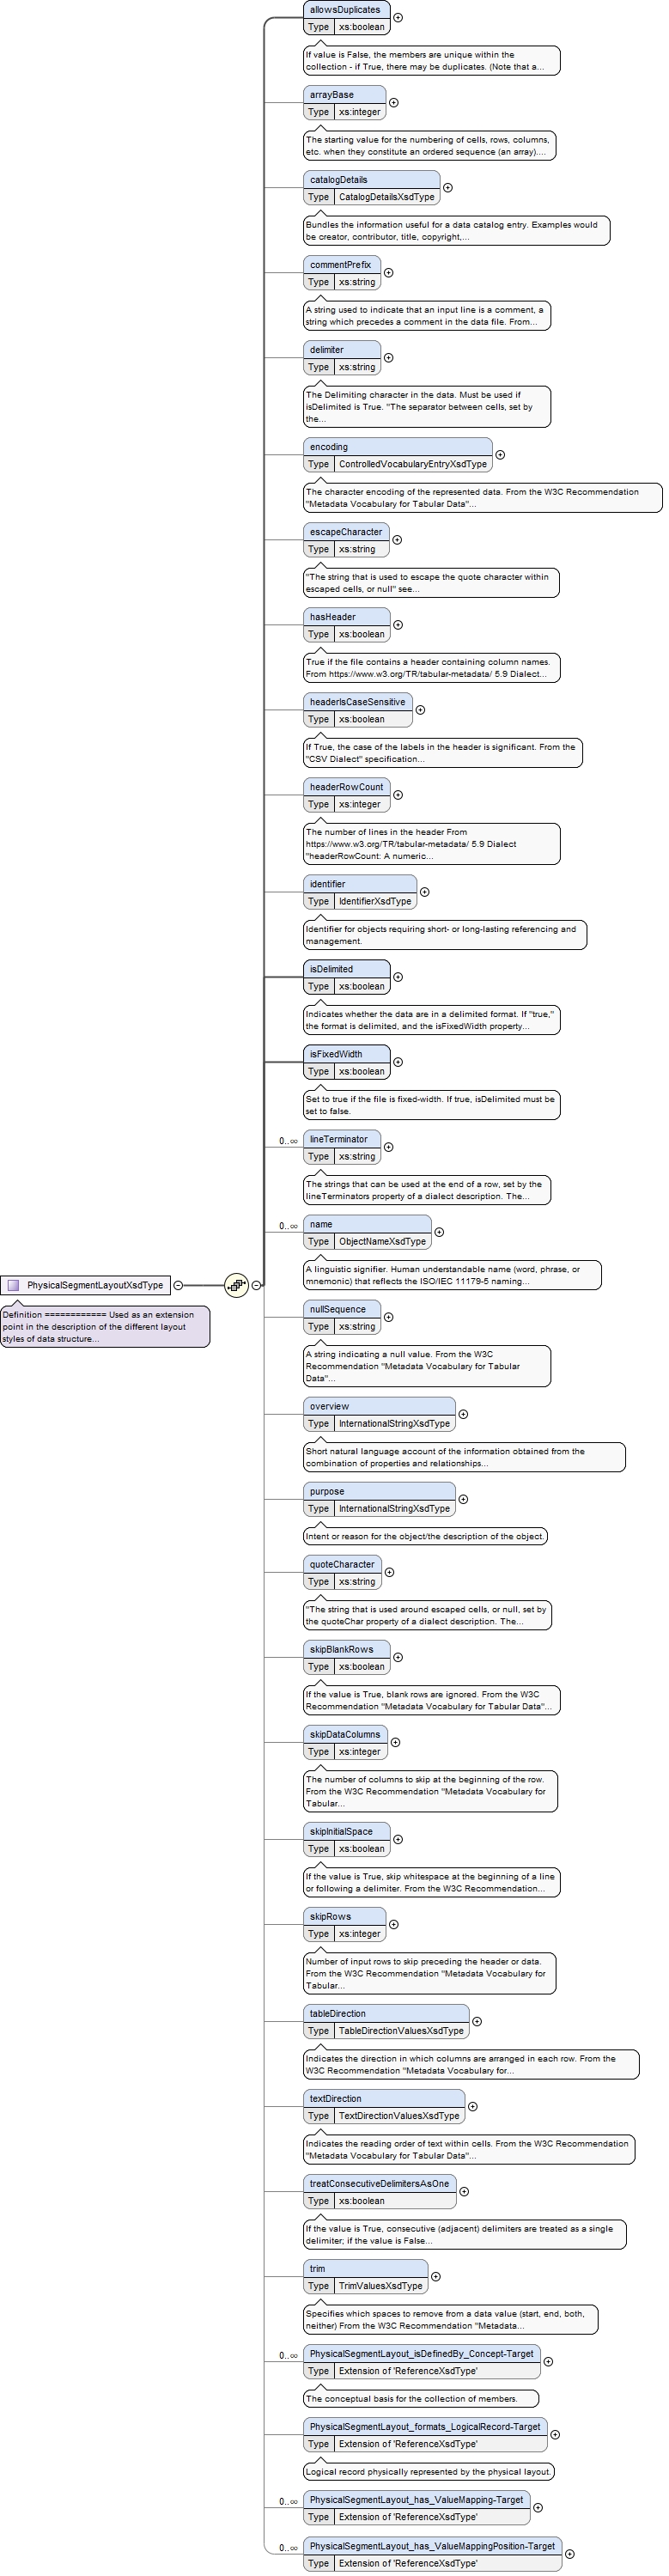 allowsDuplicates
Type xs:boolean
If value is False, the members are unique within the
collection - if True, there may be duplicates. (Note that a...
arrayBase
Type xs:integer
The starting value for the numbering of cells, rows, columns,
etc. when they constitute an ordered sequence (an array)....
catalogDetails
Type CatalogDetailsXsdType
Bundles the information useful for a data catalog entry. Examples would
be creator, contributor, title, copyright,...
commentPrefix
Type xs:string
A string used to indicate that an input line is a comment, a
string which precedes a comment in the data file. From...
delimiter
Type xs:string
The Delimiting character in the data. Must be used if
isDelimited is True. "The separator between cells, set by
the...
encoding
Type ControlledVocabularyEntryXsdType
The character encoding of the represented data. From the W3C Recommendation
"Metadata Vocabulary for Tabular Data"...
escapeCharacter
Type xs:string
"The string that is used to escape the quote character within
escaped cells, or null" see...
hasHeader
Type xs:boolean
True if the file contains a header containing column names.
From https://www.w3.org/TR/tabular-metadata/ 5.9 Dialect...
headerIsCaseSensitive
Type xs:boolean
If True, the case of the labels in the header is significant. From the
"CSV Dialect" specification...
headerRowCount
Type xs:integer
The number of lines in the header From
https://www.w3.org/TR/tabular-metadata/ 5.9 Dialect
"headerRowCount: A numeric...
identifier
Type IdentifierXsdType
Identifier for objects requiring short- or long-lasting referencing and
management.
isDelimited
Type xs:boolean
Indicates whether the data are in a delimited format. If "true,"
the format is delimited, and the isFixedWidth property...
isFixedWidth
Type xs:boolean
Set to true if the file is fixed-width. If true, isDelimited must be
set to false.
0..∞ lineTerminator
Type xs:string
The strings that can be used at the end of a row, set by the
lineTerminators property of a dialect description. The...
0..∞ name
Type ObjectNameXsdType
A linguistic signifier. Human understandable name (word, phrase, or
mnemonic) that reflects the ISO/IEC 11179-5 naming...
PhysicalSegmentLayoutXsdType
Definition ============ Used as an extension
point in the description of the different layout
styles of data structure...
nullSequence
Type xs:string
A string indicating a null value. From the W3C
Recommendation "Metadata Vocabulary for Tabular
Data"...
overview
Type InternationalStringXsdType
Short natural language account of the information obtained from the
combination of properties and relationships...
purpose
Type InternationalStringXsdType
Intent or reason for the object/the description of the object.
quoteCharacter
Type xs:string
"The string that is used around escaped cells, or null, set by
the quoteChar property of a dialect description. The...
skipBlankRows
Type xs:boolean
If the value is True, blank rows are ignored. From the W3C
Recommendation "Metadata Vocabulary for Tabular Data"...
skipDataColumns
Type xs:integer
The number of columns to skip at the beginning of the row.
From the W3C Recommendation "Metadata Vocabulary for
Tabular...
skipInitialSpace
Type xs:boolean
If the value is True, skip whitespace at the beginning of a line
or following a delimiter. From the W3C Recommendation...
skipRows
Type xs:integer
Number of input rows to skip preceding the header or data.
From the W3C Recommendation "Metadata Vocabulary for
Tabular...
tableDirection
Type TableDirectionValuesXsdType
Indicates the direction in which columns are arranged in each row. From the
W3C Recommendation "Metadata Vocabulary for...
textDirection
Type TextDirectionValuesXsdType
Indicates the reading order of text within cells. From the W3C Recommendation
"Metadata Vocabulary for Tabular Data"...
treatConsecutiveDelimitersAsOne
Type xs:boolean
If the value is True, consecutive (adjacent) delimiters are treated as a single
delimiter; if the value is False...
trim
Type TrimValuesXsdType
Specifies which spaces to remove from a data value (start, end, both,
neither) From the W3C Recommendation "Metadata...
0..∞ PhysicalSegmentLayout_isDefinedBy_Concept-Target
Type Extension of 'ReferenceXsdType'
The conceptual basis for the collection of members.
PhysicalSegmentLayout_formats_LogicalRecord-Target
Type Extension of 'ReferenceXsdType'
Logical record physically represented by the physical layout.
0..∞ PhysicalSegmentLayout_has_ValueMapping-Target
Type Extension of 'ReferenceXsdType'
0..∞ PhysicalSegmentLayout_has_ValueMappingPosition-Target
Type Extension of 'ReferenceXsdType'